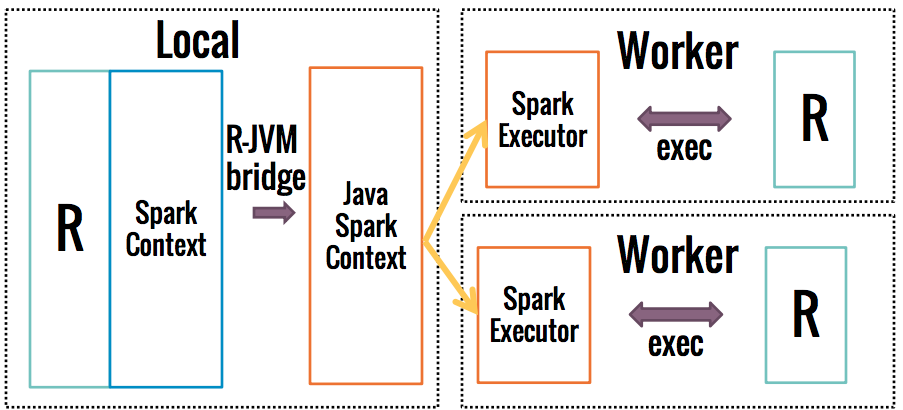 Local
R
Spark
Context
R-JVM
bridge
Java
Spark
Context
Worker
Spark
Executor
exec
R
Worker
Spark
Executor
exec
R